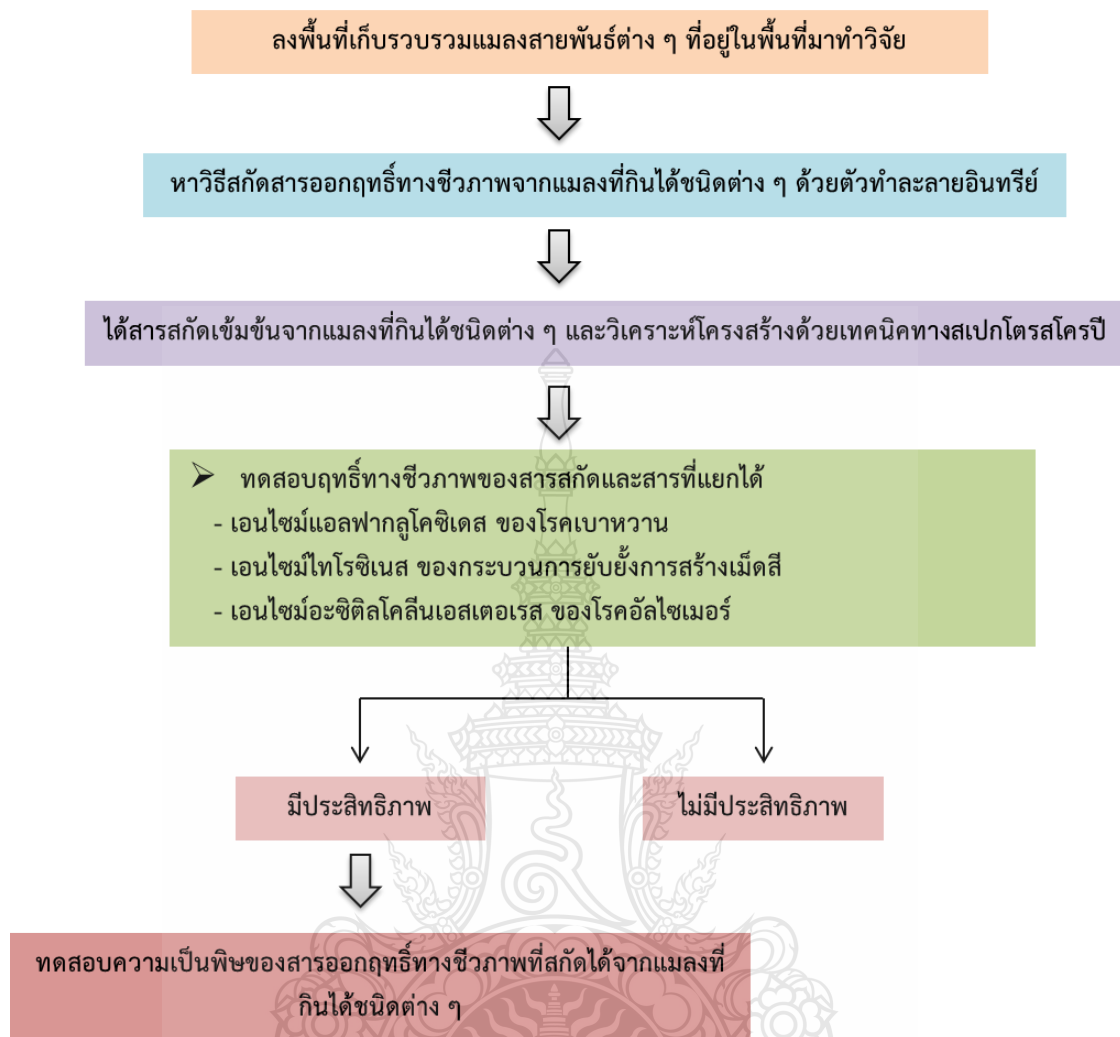 ลงพื้นที่เก็บรวบรวมแมลงสายพันธ์ต่าง ๆ ที่อยู่ในพื้นที่มาทำวิจัย
หาวิธีสกัดสารออกฤทธิ์ทางชีวภาพจากแมลงที่กินได้ชนิดต่าง ๆ ด้วยตัวทำละลายอินทรีย์
ได้สารสกัดเข้มข้นจากแมลงที่กินได้ชนิดต่าง ๆ และวิเคราะห์โครงสร้างด้วยเทคนิคทางสเปกโตรสโครปี
➢ ทดสอบฤทธิ์ทางชีวภาพของสารสกัดและสารที่แยกได้
- เอนไซม์แอลฟากลูโคซิเดส ของโรคเบาหวาน
- เอนไซม์ไทโรซิเนส ของกระบวนการยับยั้งการสร้างเม็ดสี
- เอนไซม์อะซิติลโคลีนเอสเตอเรส ของโรคอัลไซเมอร์
มีประสิทธิภาพ
ไม่มีประสิทธิภาพ
ทดสอบความเป็นพิษของสารออกฤทธิ์ทางชีวภาพที่สกัดได้จากแมลงที่
กินได้ชนิดต่าง ๆ